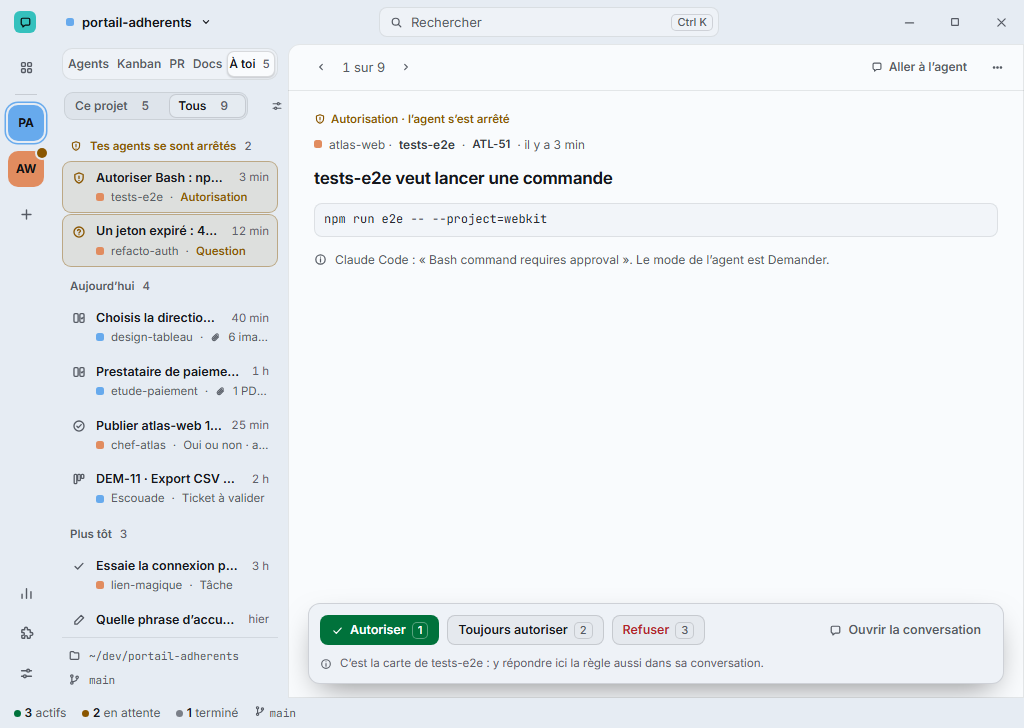 portail-adherents
Rechercher
Ctrl K
Agents Kanban PR Docs À toi 5
1 sur 9
Aller à l’agent
PA
AW
Ce projet 5 Tous 9
Tes agents se sont arrêtés 2
Autoriser Bash : np... 3 min
tests-e2e · Autorisation
Un jeton expiré : 4... 12 min
refacto-auth · Question
Aujourd’hui 4
Choisis la directio... 40 min
design-tableau · 6 ima...
Prestataire de paieme... 1 h
etude-paiement · 1 PD...
Publier atlas-web 1... 25 min
chef-atlas · Oui ou non · a...
DEM-11 · Export CSV ... 2 h
Escouade · Ticket à valider
Plus tôt 3
Essaie la connexion p... 3 h
lien-magique · Tâche
Quelle phrase d’accu... hier
~/dev/portail-adherents
main
Autorisation · l’agent s’est arrêté
atlas-web · tests-e2e · ATL-51 · il y a 3 min
tests-e2e veut lancer une commande
npm run e2e -- --project=webkit
Claude Code : « Bash command requires approval ». Le mode de l’agent est Demander.
Autoriser 1
Toujours autoriser 2
Refuser 3
Ouvrir la conversation
C’est la carte de tests-e2e : y répondre ici la règle aussi dans sa conversation.
3 actifs 2 en attente 1 terminé main